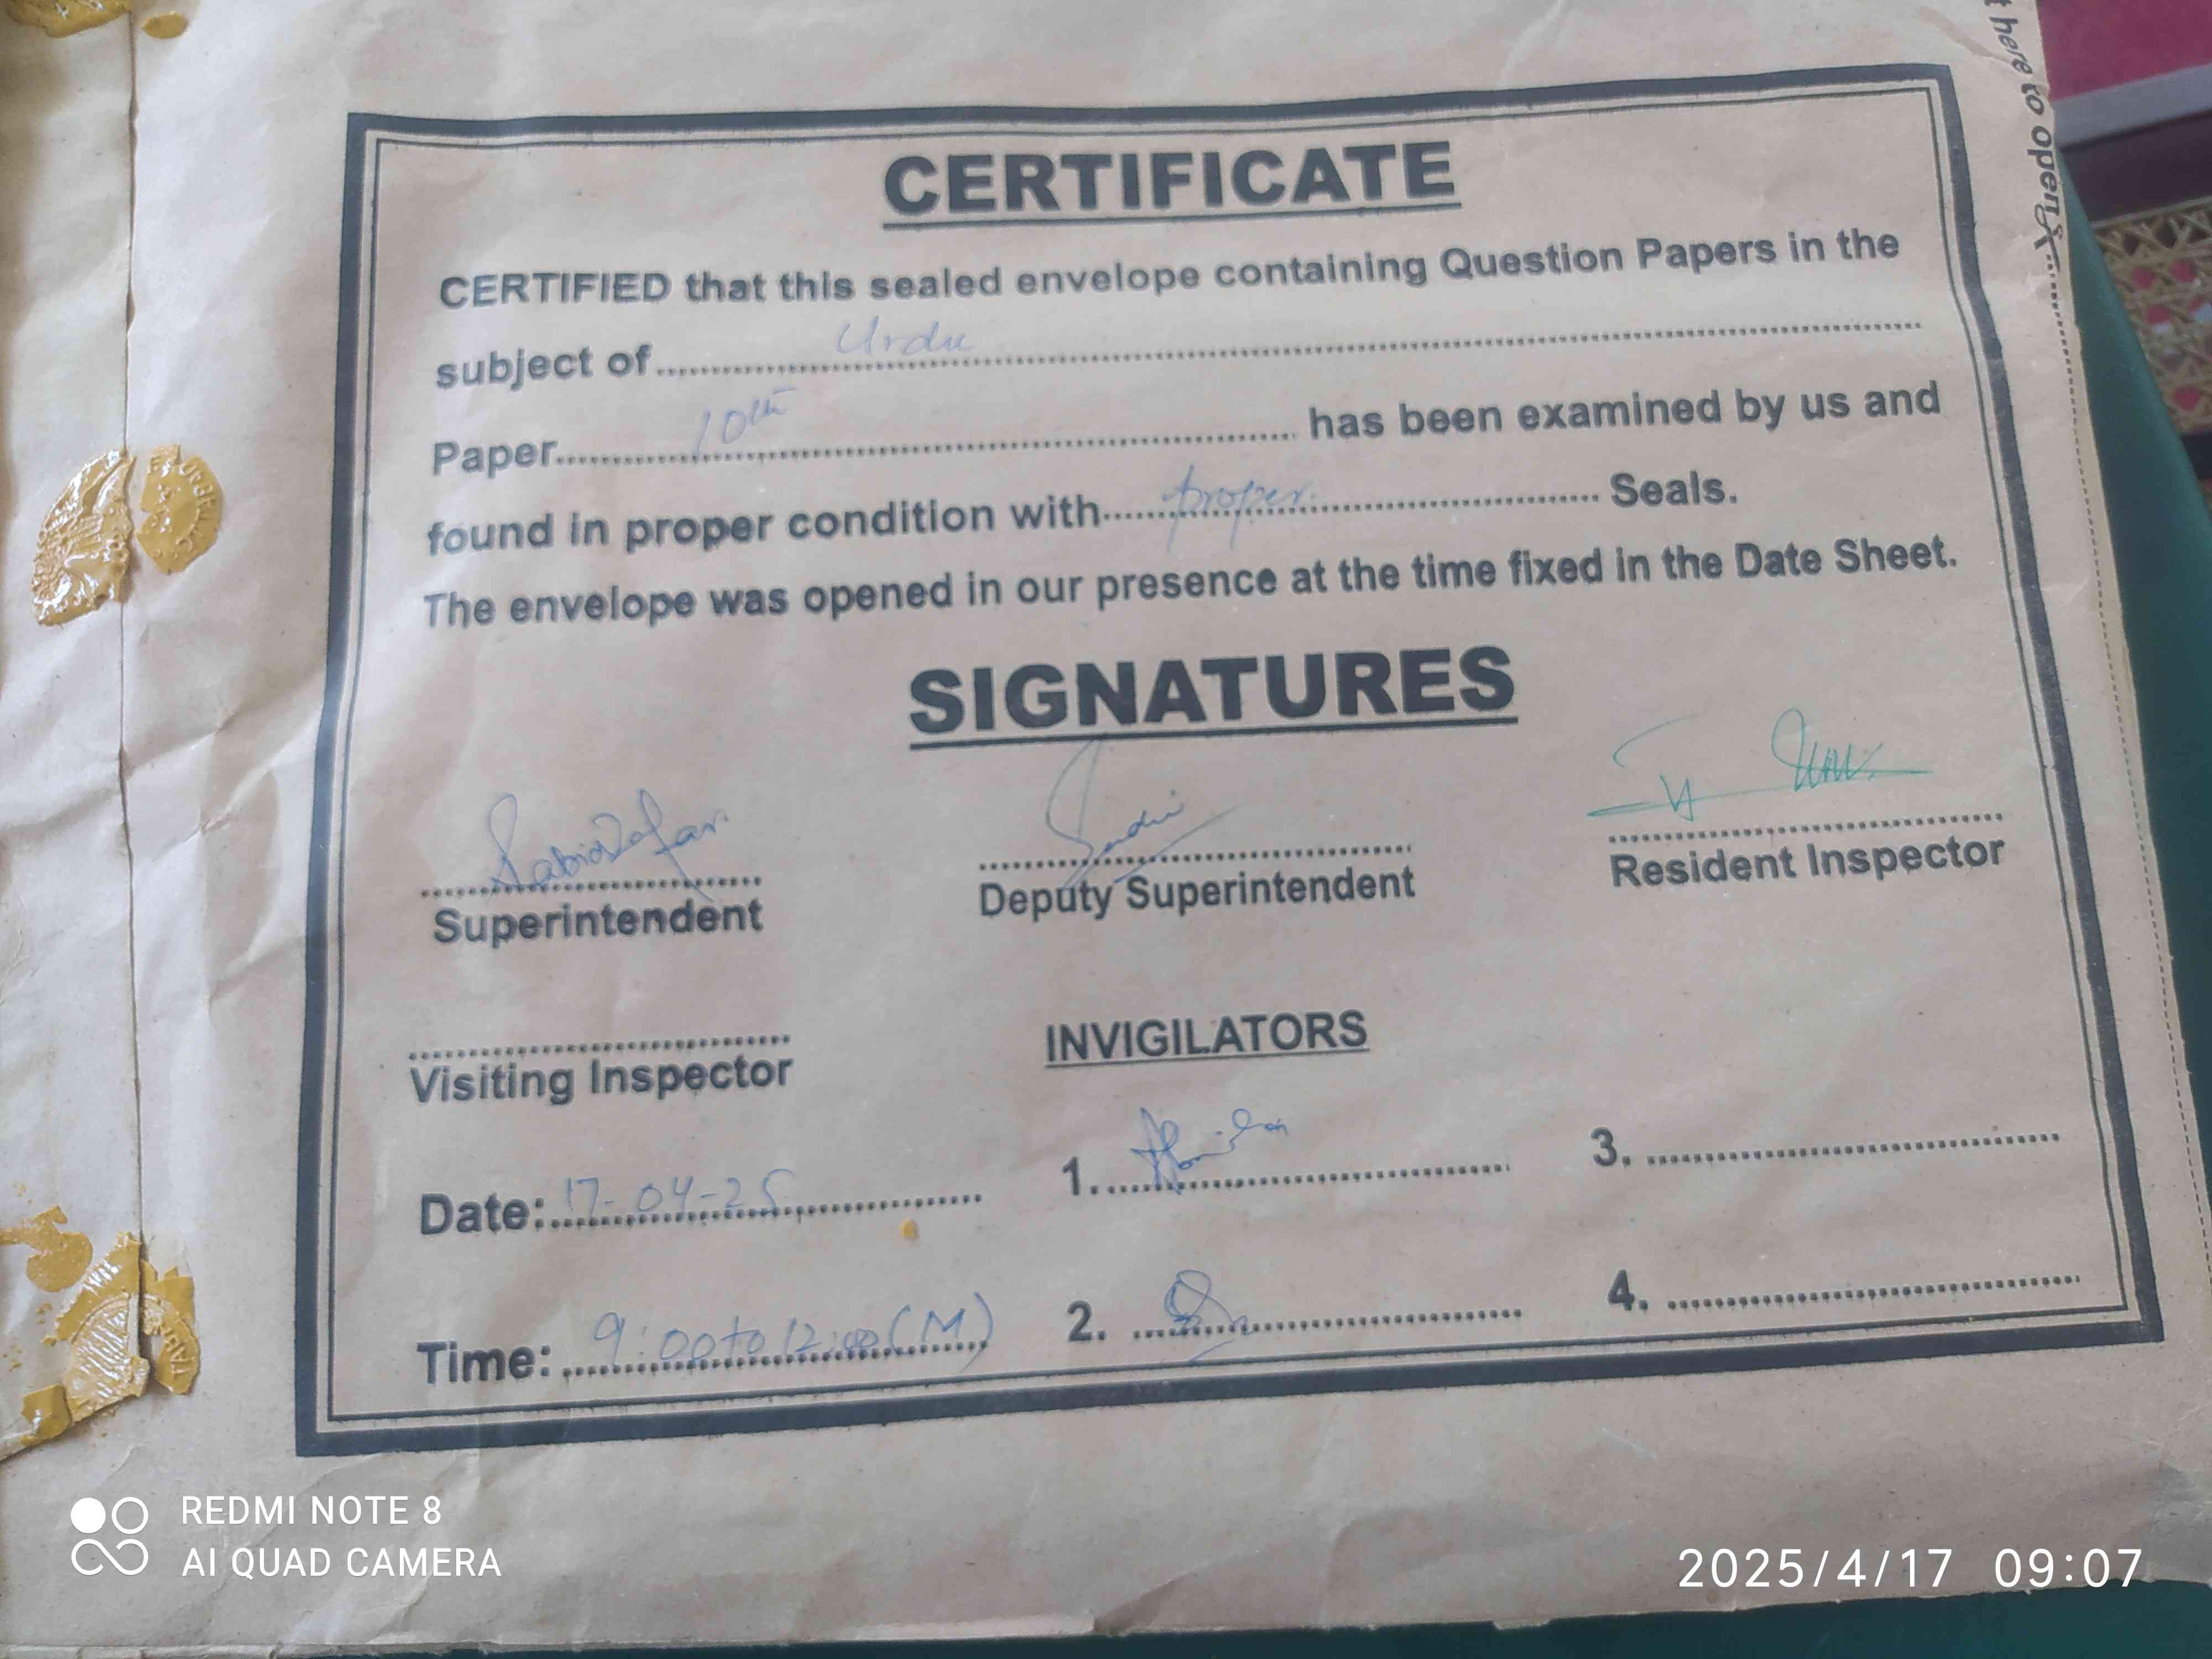 t here to open
CERTIFICATE
CERTIFIED that this sealed envelope containing Question Papers in the
subject of.......... Urdu ..........
Paper.......... 10th .......... has been examined by us and
found in proper condition with.......... proper .......... Seals.
The envelope was opened in our presence at the time fixed in the Date Sheet.
SIGNATURES
Superintendent
Deputy Superintendent
Resident Inspector
Visiting Inspector
INVIGILATORS
Date: 17-04-25
1. ..........
3. ..........
Time: 9:00 to 12:00 (M)
2. ..........
4. ..........
REDMI NOTE 8
AI QUAD CAMERA
2025/4/17 09:07